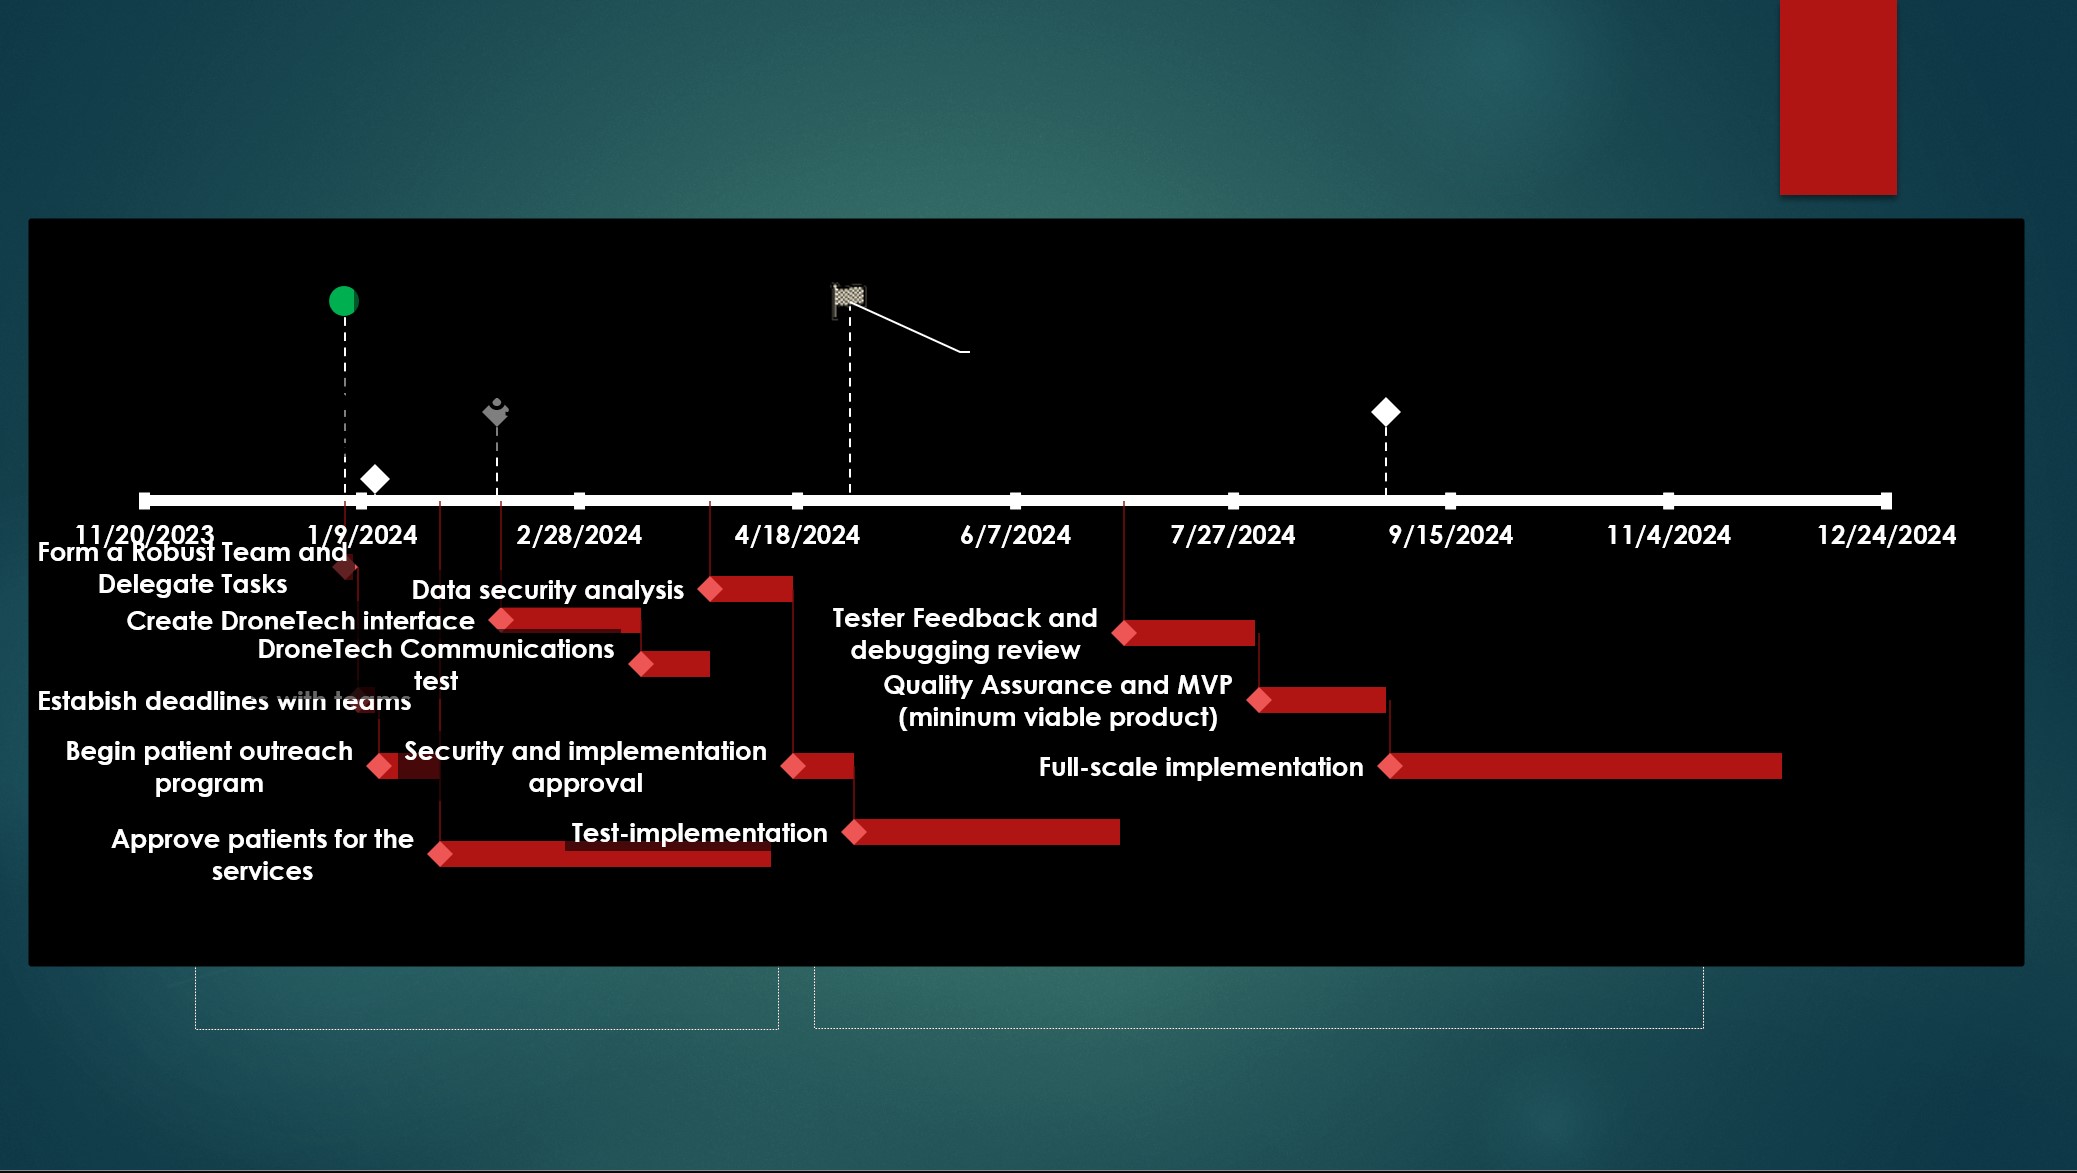 11/20/2023
1/9/2024
2/28/2024
4/18/2024
6/7/2024
7/27/2024
9/15/2024
11/4/2024
12/24/2024
Form a Robust Team and
Delegate Tasks
Data security analysis
Create DroneTech interface
DroneTech Communications
test
Estabish deadlines with teams
Begin patient outreach
program
Security and implementation
approval
Approve patients for the
services
Test-implementation
Tester Feedback and
debugging review
Quality Assurance and MVP
(mininum viable product)
Full-scale implementation